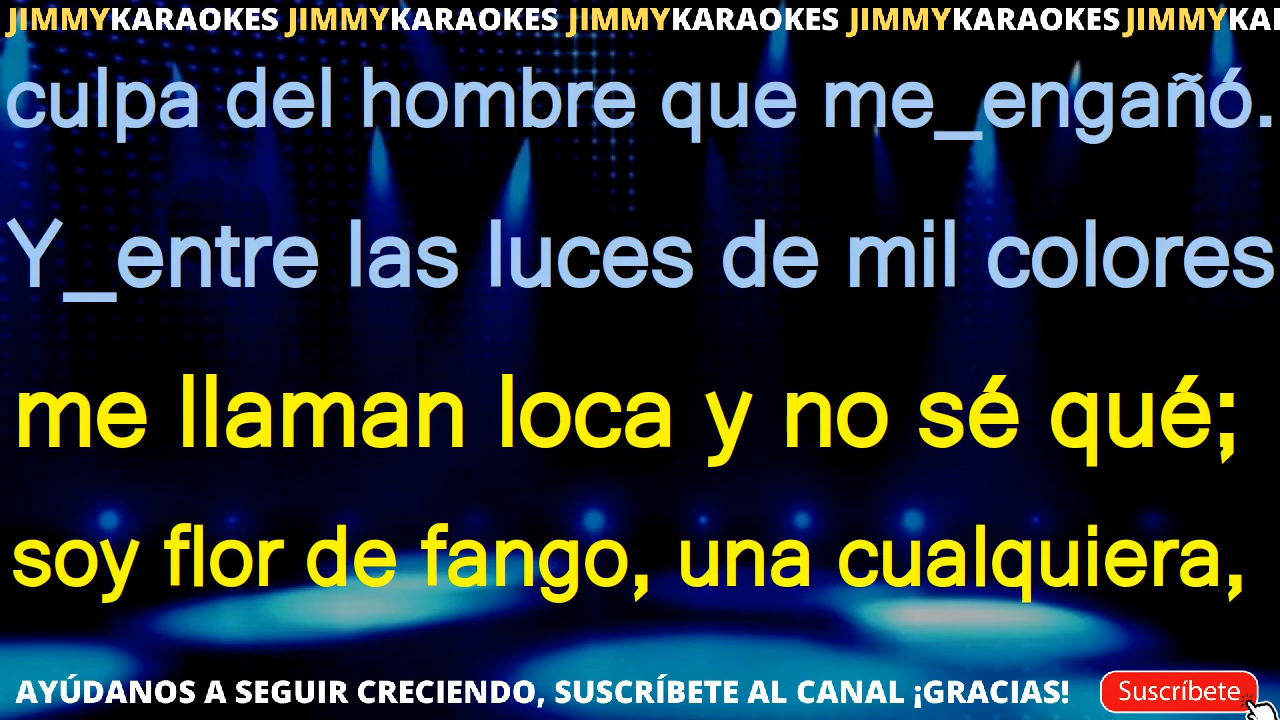 JIMMYKARAOKES JIMMYKARAOKES JIMMYKARAOKES JIMMYKARAOKES JIMMYKAI
culpa del hombre que me_engañó.
Y_entre las luces de mil colores
me llaman loca y no sé qué;
soy flor de fango, una cualquiera,
AYÚDANOS A SEGUIR CRECIENDO, SUSCRÍBETE AL CANAL ¡GRACIAS! Suscríbete